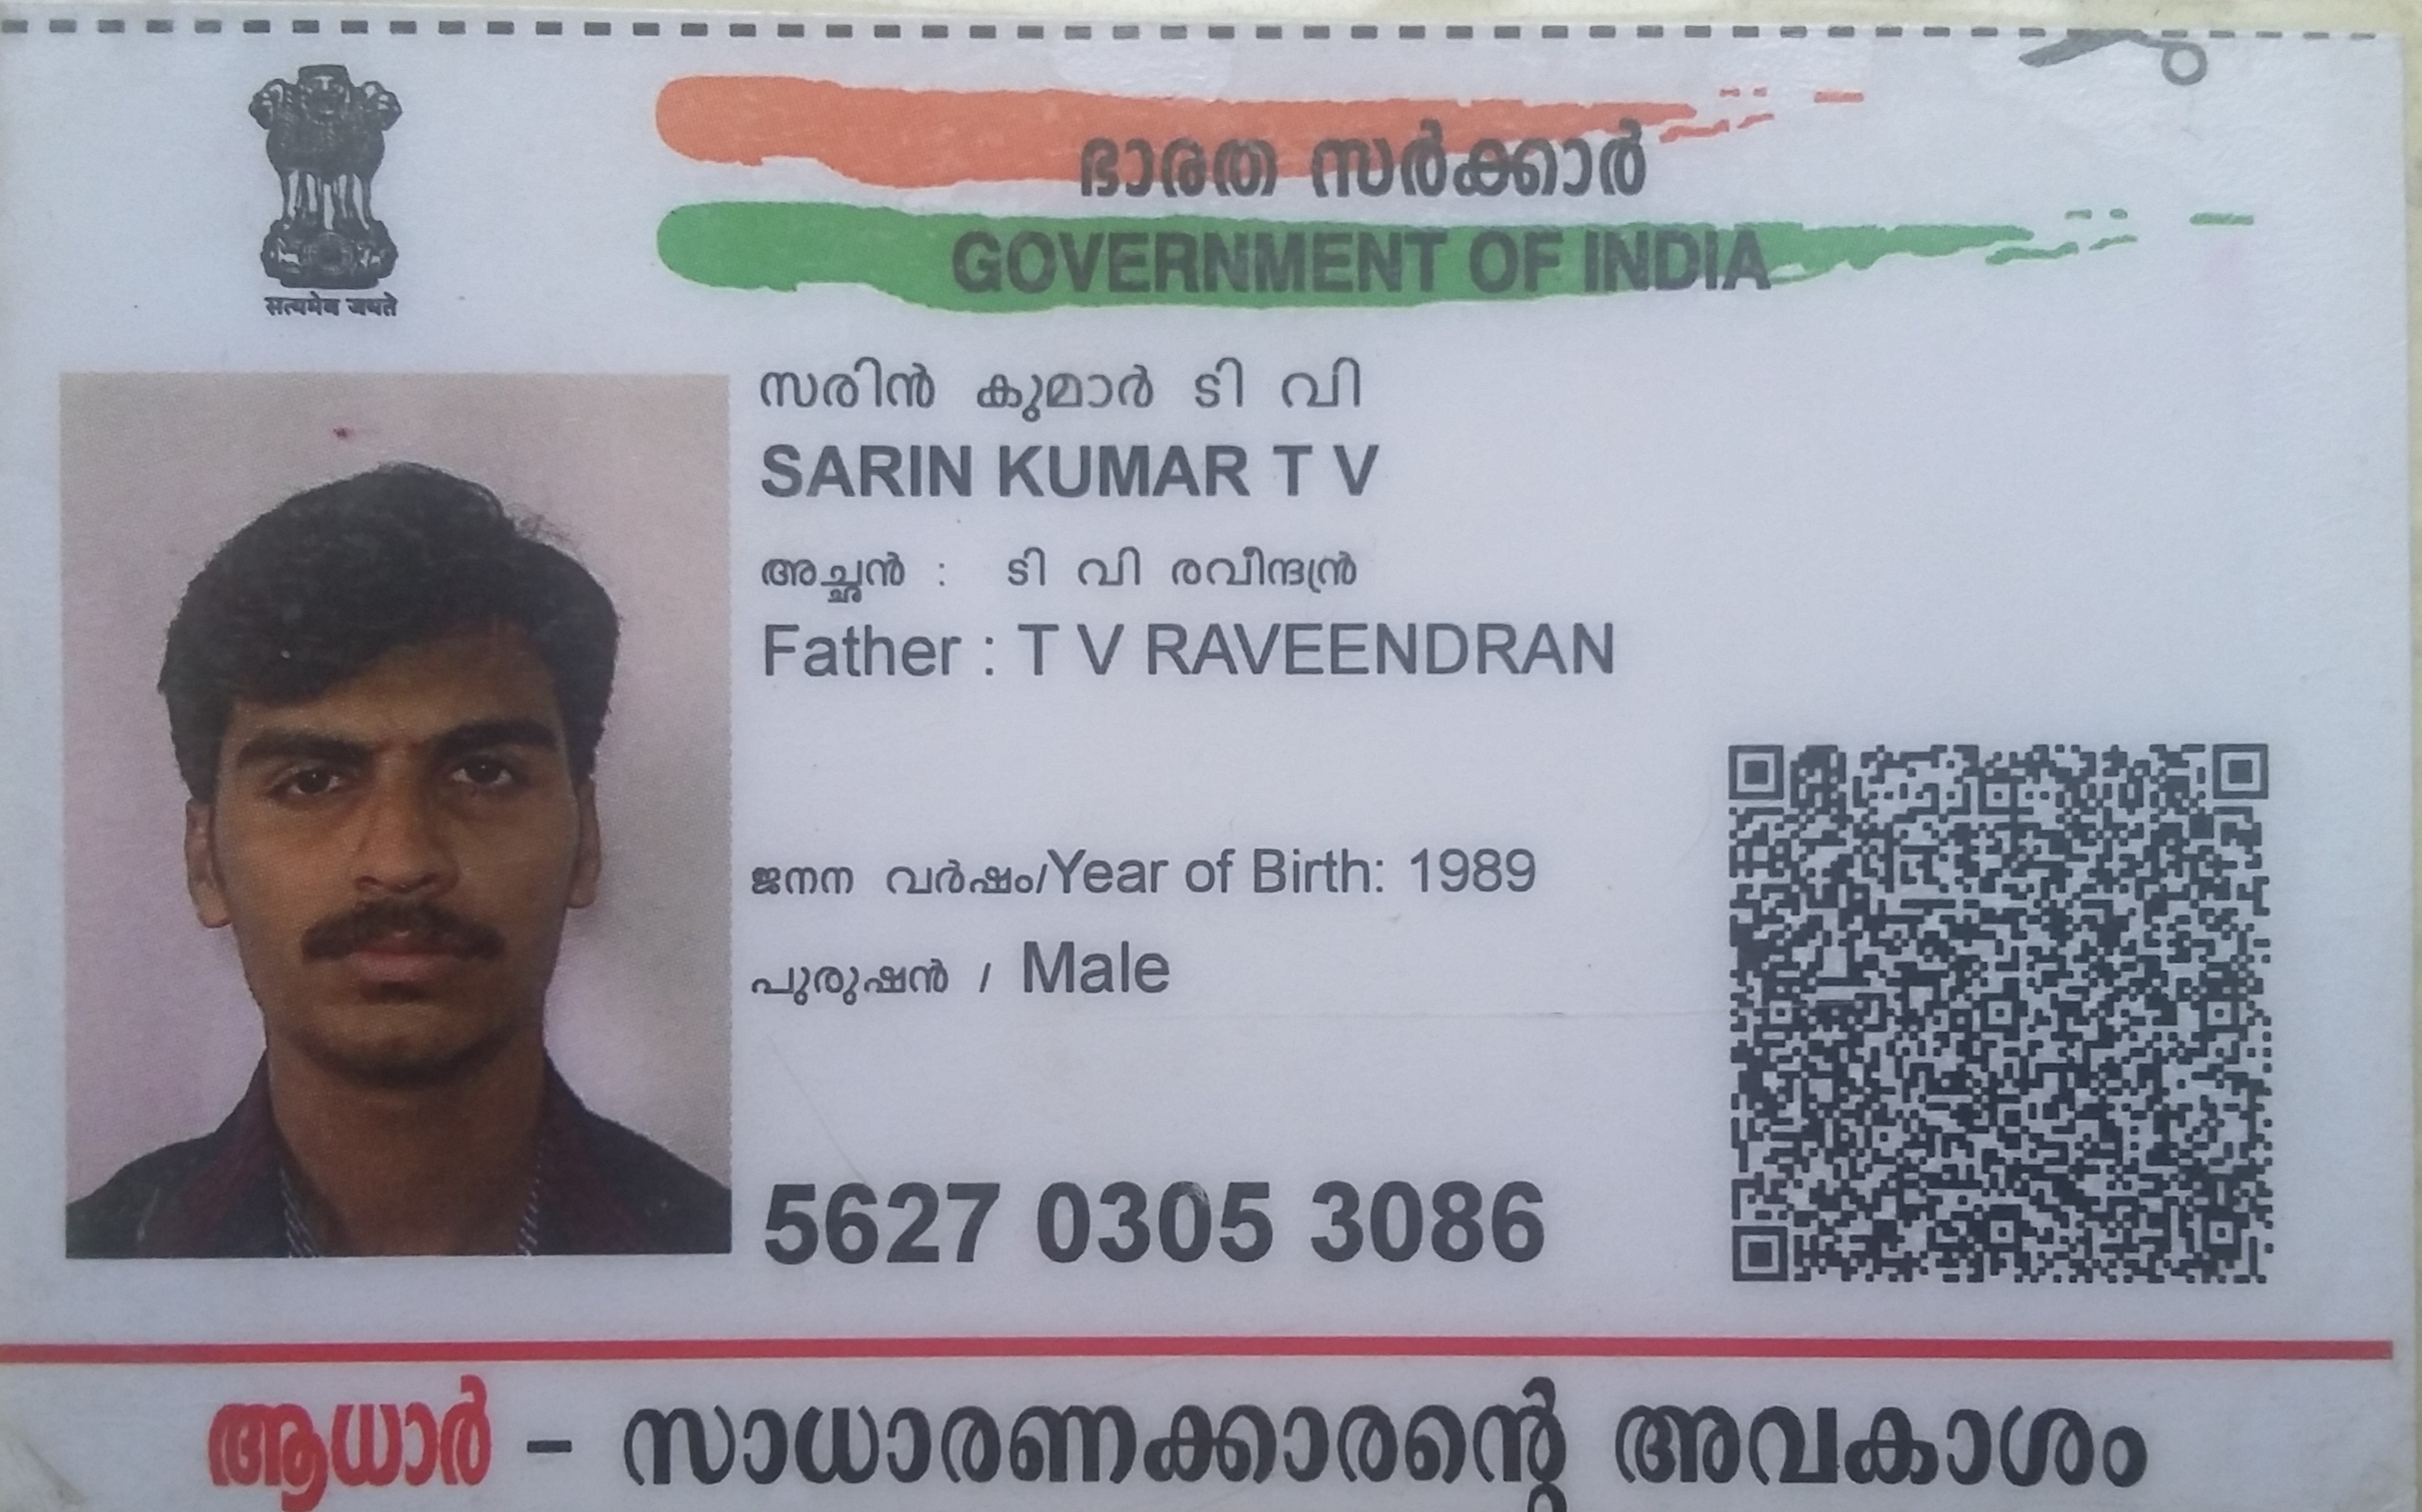 ഭാരത സർക്കാർ
GOVERNMENT OF INDIA
सत्यमेव जयते
സരിൻ കുമാർ ടി വി
SARIN KUMAR T V
അച്ഛൻ : ടി വി രവീന്ദ്രൻ
Father : T V RAVEENDRAN
ജനന വർഷം/Year of Birth: 1989
പുരുഷൻ / Male
5627 0305 3086
ആധാർ – സാധാരണക്കാരന്റെ അവകാശം